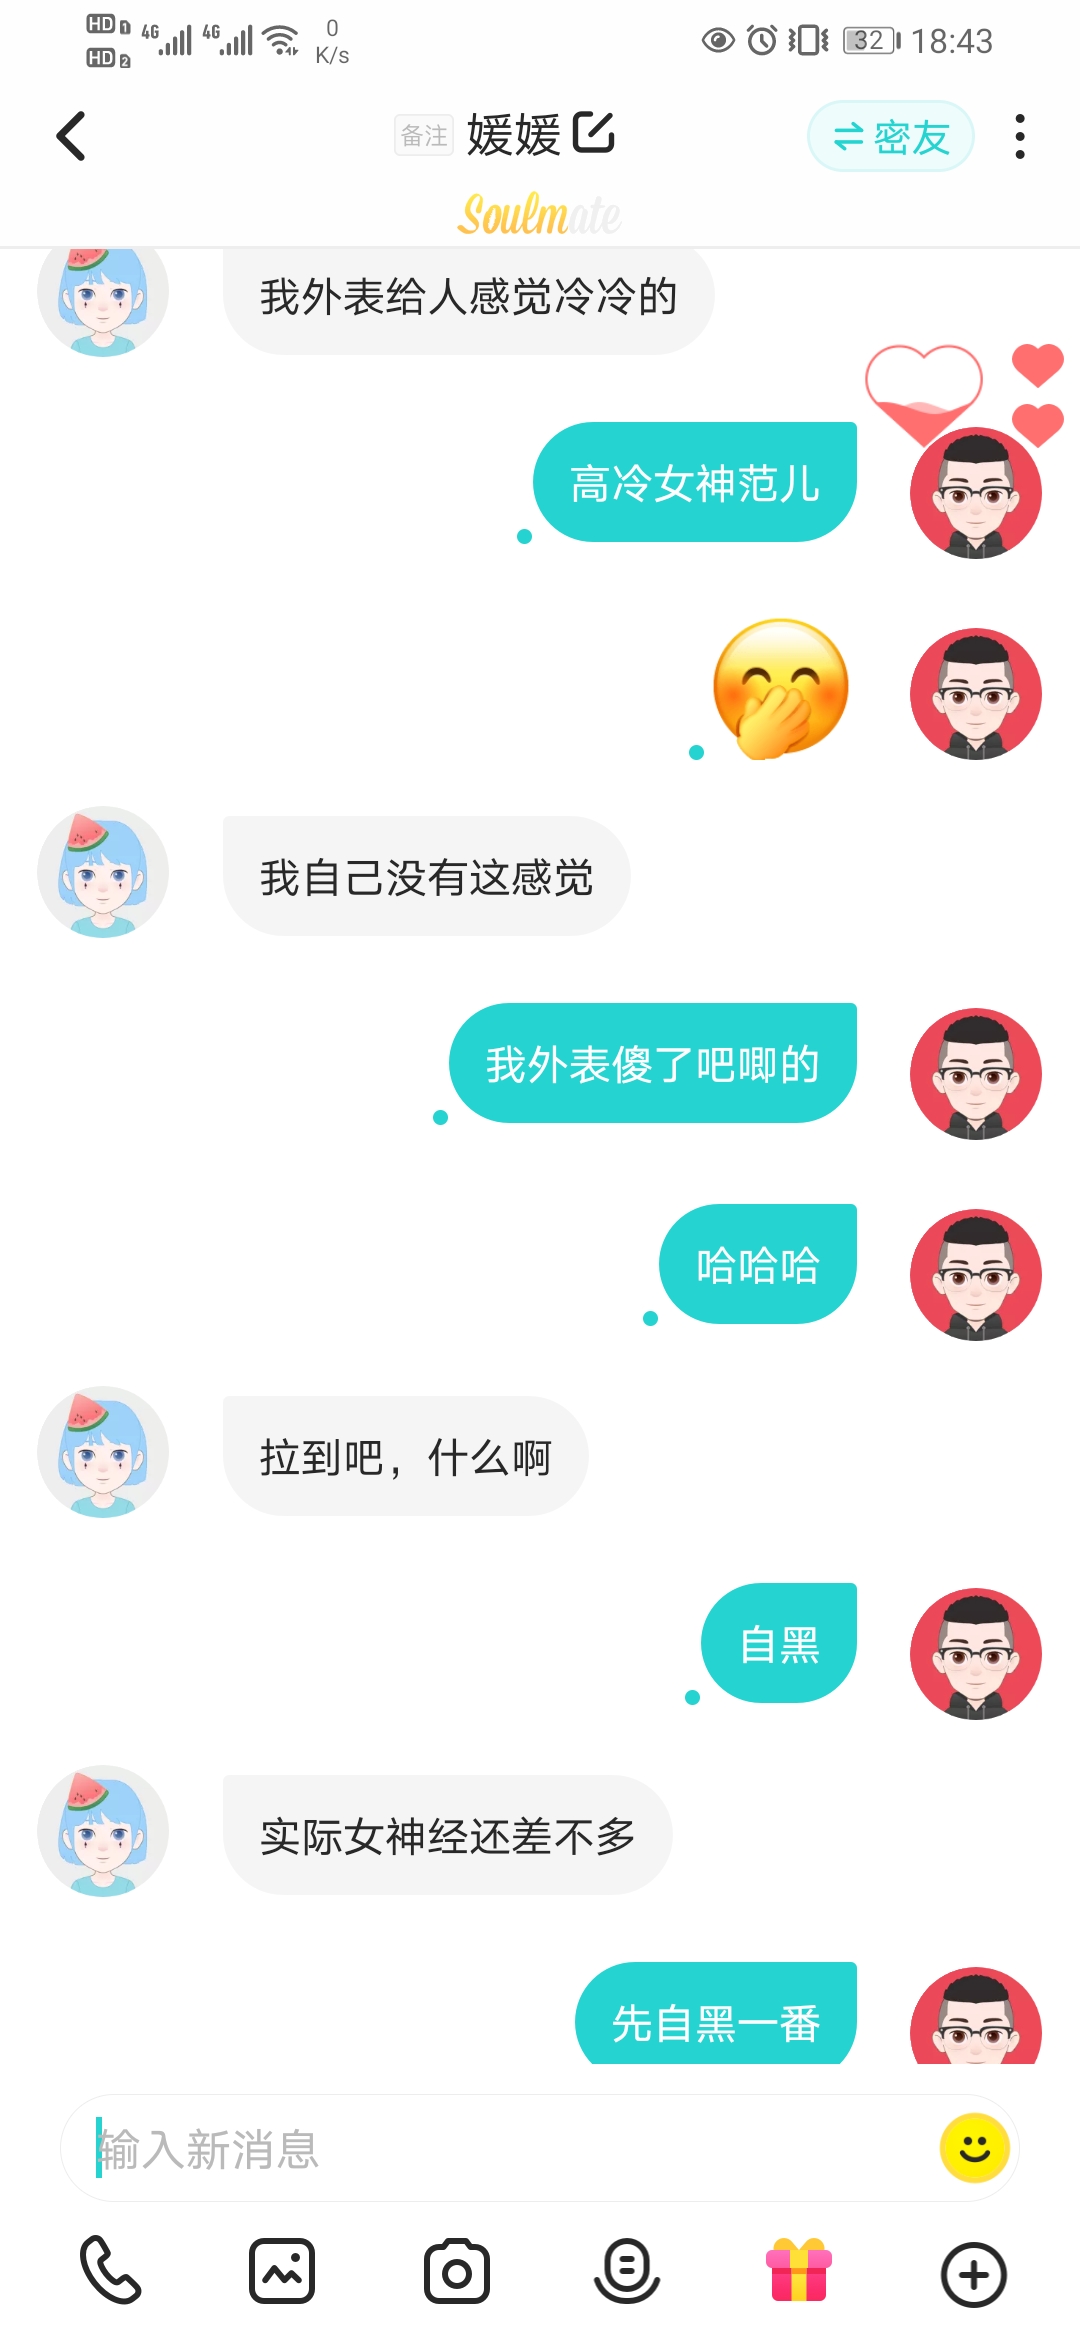 HD 1 4G 4G 0
HD 2 K/s
32 18:43
备注 媛媛
密友
Soulmate
我外表给人感觉冷冷的
高冷女神范儿
我自己没有这感觉
我外表傻了吧唧的
哈哈哈
拉到吧，什么啊
自黑
实际女神经还差不多
先自黑一番
输入新消息